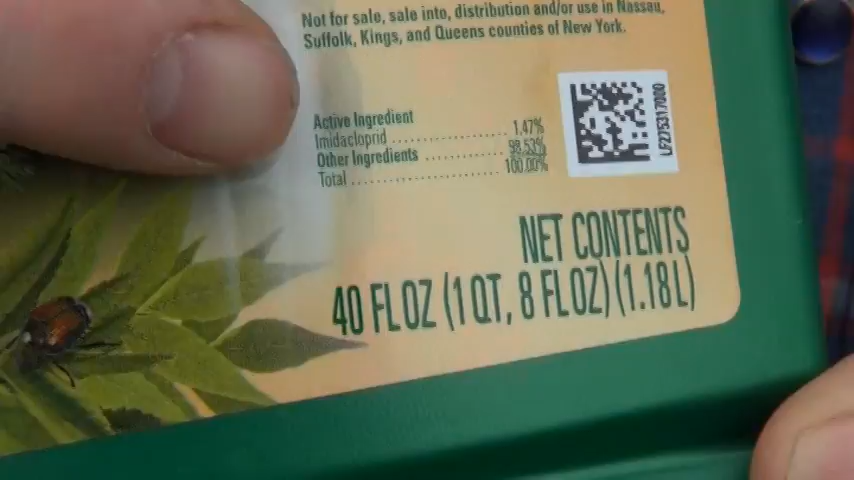 Not for sale, sale into, distribution and/or use in Nassau,
Suffolk, Kings, and Queens counties of New York.
Active Ingredient
Imidacloprid .................... 1.47%
Other Ingredients ............. 98.53%
Total ......................... 100.00%
LF2275317000
NET CONTENTS
40 FL OZ (1 QT, 8 FL OZ) (1.18 L)